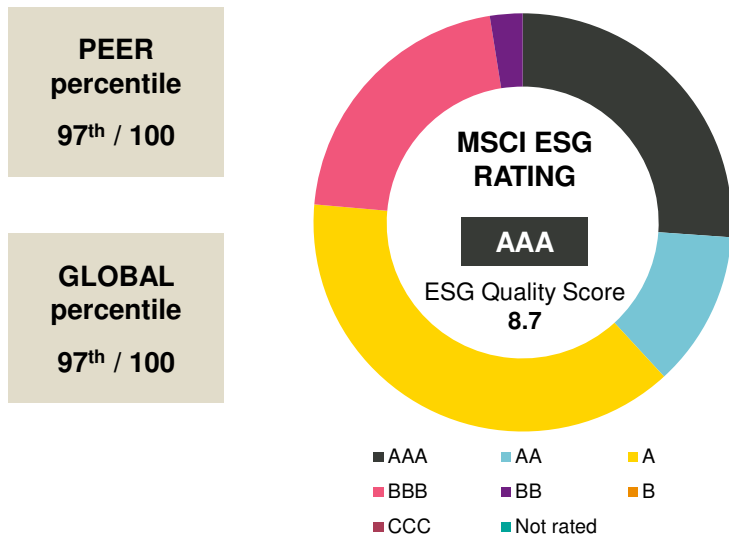 PEER
percentile
97th / 100
GLOBAL
percentile
97th / 100
MSCI ESG
RATING
AAA
ESG Quality Score
8.7
AAA AA A
BBB BB B
CCC Not rated